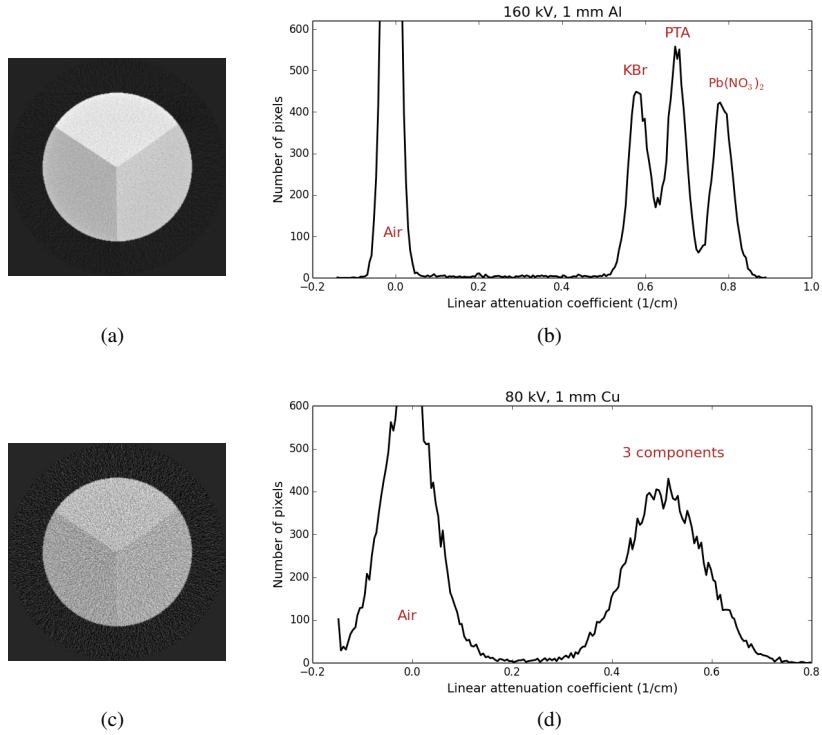 160 kV, 1 mm Al
600
500
400
300
200
100
0
Number of pixels
KBr
PTA
Pb(NO₃)₂
Air
−0.2
0.0
0.2
0.4
0.6
0.8
1.0
Linear attenuation coefficient (1/cm)
(a)
(b)
80 kV, 1 mm Cu
600
500
400
300
200
100
0
Number of pixels
3 components
Air
−0.2
0.0
0.2
0.4
0.6
0.8
Linear attenuation coefficient (1/cm)
(c)
(d)